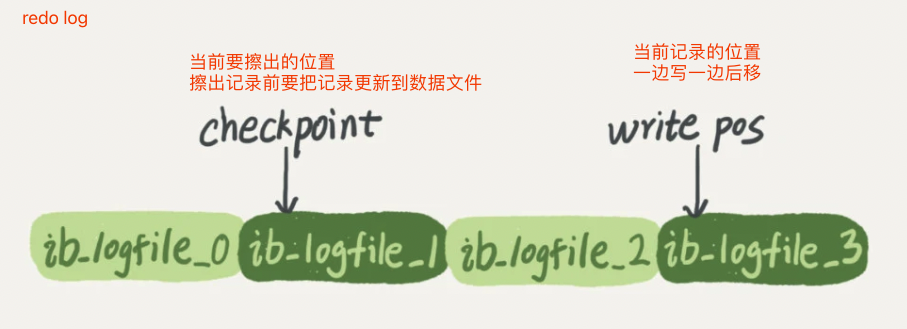 redo log
当前要擦出的位置
擦出记录前要把记录更新到数据文件
当前记录的位置
一边写一边后移
checkpoint
write pos
ib_logfile_0
ib_logfile_1
ib_logfile_2
ib_logfile_3